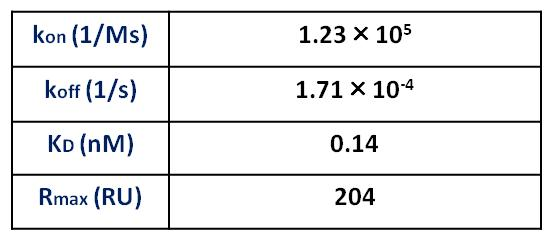 kon (1/Ms) 1.23 × 10⁵
koff (1/s) 1.71 × 10⁻⁴
KD (nM) 0.14
Rmax (RU) 204